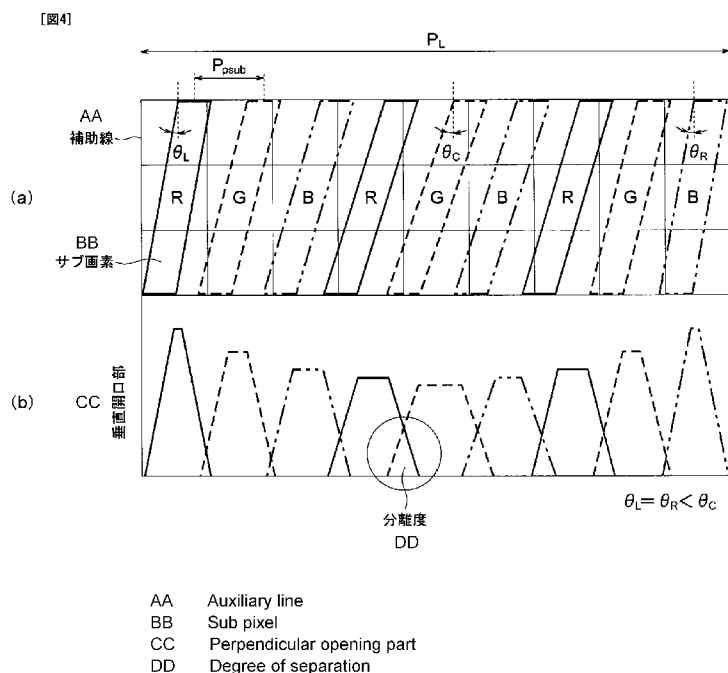 [図4]
P_L
P_psub
AA
補助線
θ_L
θ_C
θ_R
(a)
R G B R G B R G B
BB
サブ画素
(b)
CC
垂直開口部
分離度
DD
θ_L = θ_R < θ_C
AA Auxiliary line
BB Sub pixel
CC Perpendicular opening part
DD Degree of separation